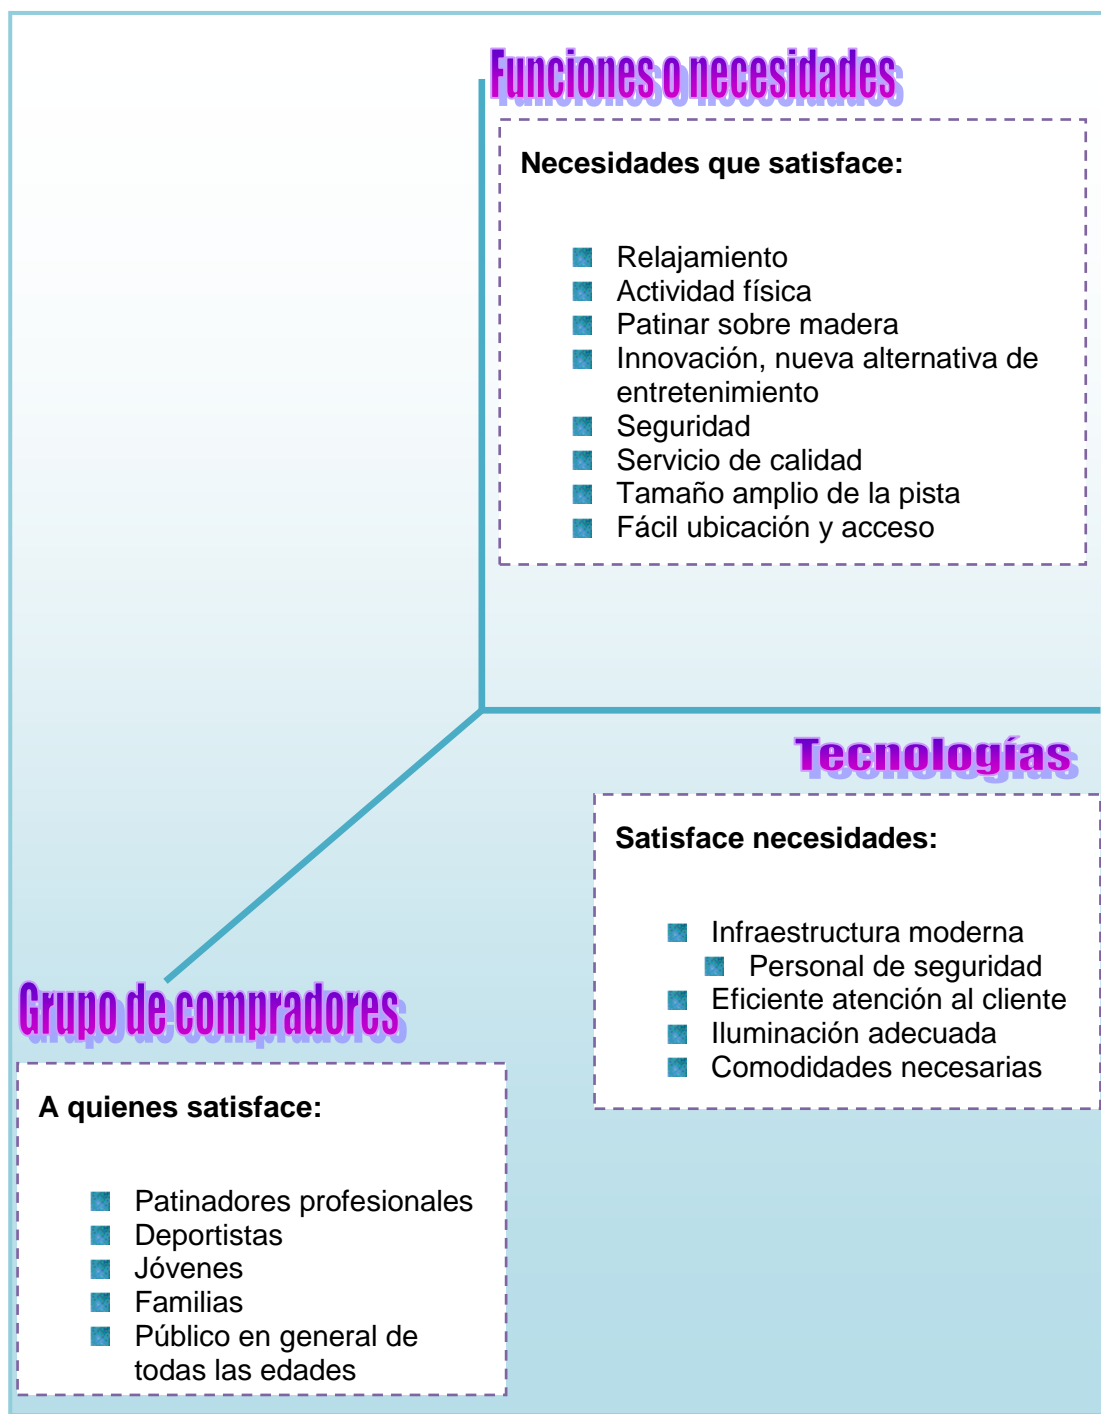 Funciones o necesidades
Necesidades que satisface:
Relajamiento
Actividad física
Patinar sobre madera
Innovación, nueva alternativa de
entretenimiento
Seguridad
Servicio de calidad
Tamaño amplio de la pista
Fácil ubicación y acceso
Tecnologías
Satisface necesidades:
Infraestructura moderna
Personal de seguridad
Eficiente atención al cliente
Iluminación adecuada
Comodidades necesarias
Grupo de compradores
A quienes satisface:
Patinadores profesionales
Deportistas
Jóvenes
Familias
Público en general de
todas las edades